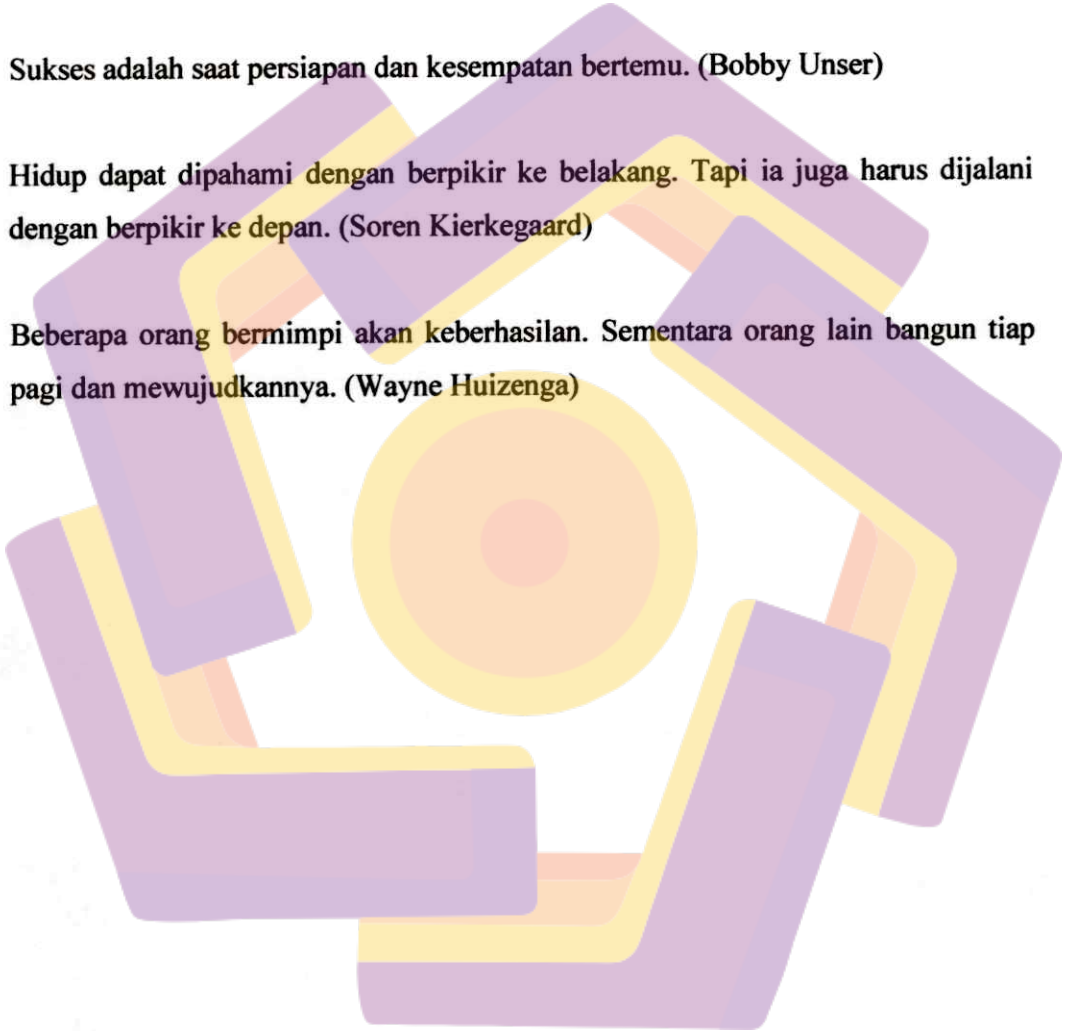 Sukses adalah saat persiapan dan kesempatan bertemu. (Bobby Unser)
Hidup dapat dipahami dengan berpikir ke belakang. Tapi ia juga harus dijalani
dengan berpikir ke depan. (Soren Kierkegaard)
Beberapa orang bermimpi akan keberhasilan. Sementara orang lain bangun tiap
pagi dan mewujudkannya. (Wayne Huizenga)